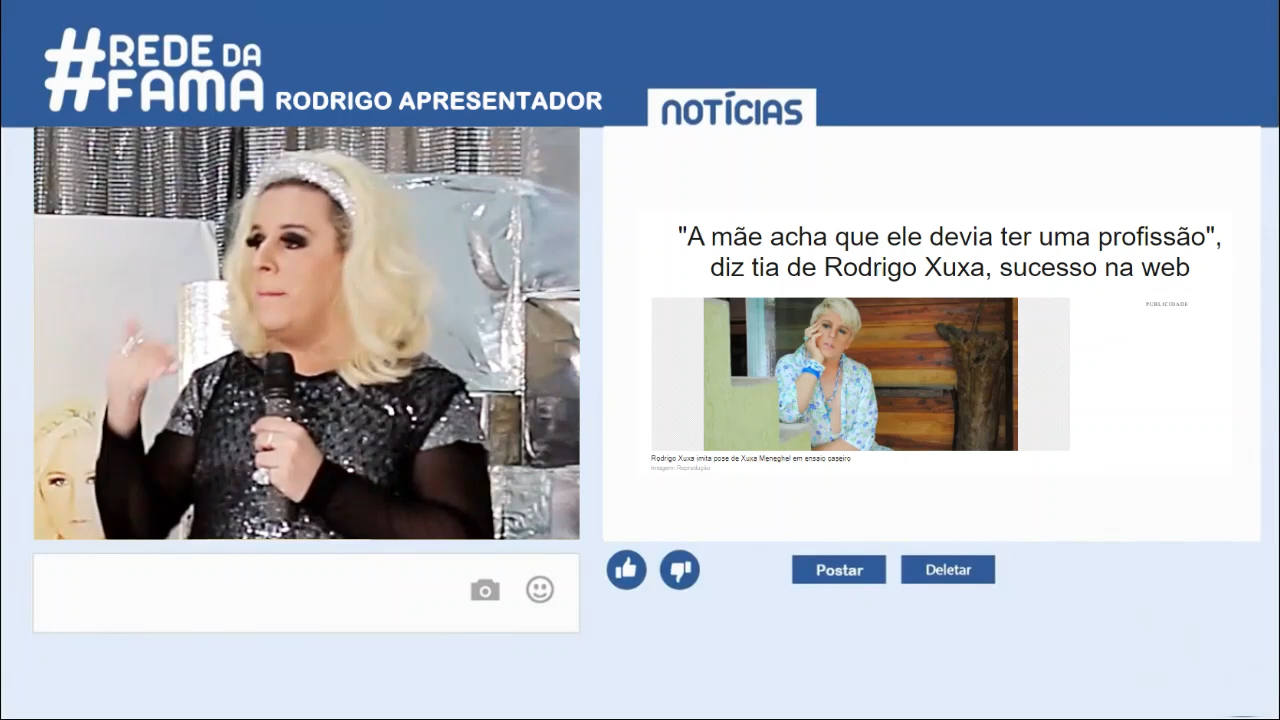 #REDE DA
FAMA RODRIGO APRESENTADOR
NOTÍCIAS
"A mãe acha que ele devia ter uma profissão",
diz tia de Rodrigo Xuxa, sucesso na web
PUBLICIDADE
Rodrigo Xuxa imita pose de Xuxa Meneghel em ensaio caseiro
Imagem: Reprodução
Postar
Deletar